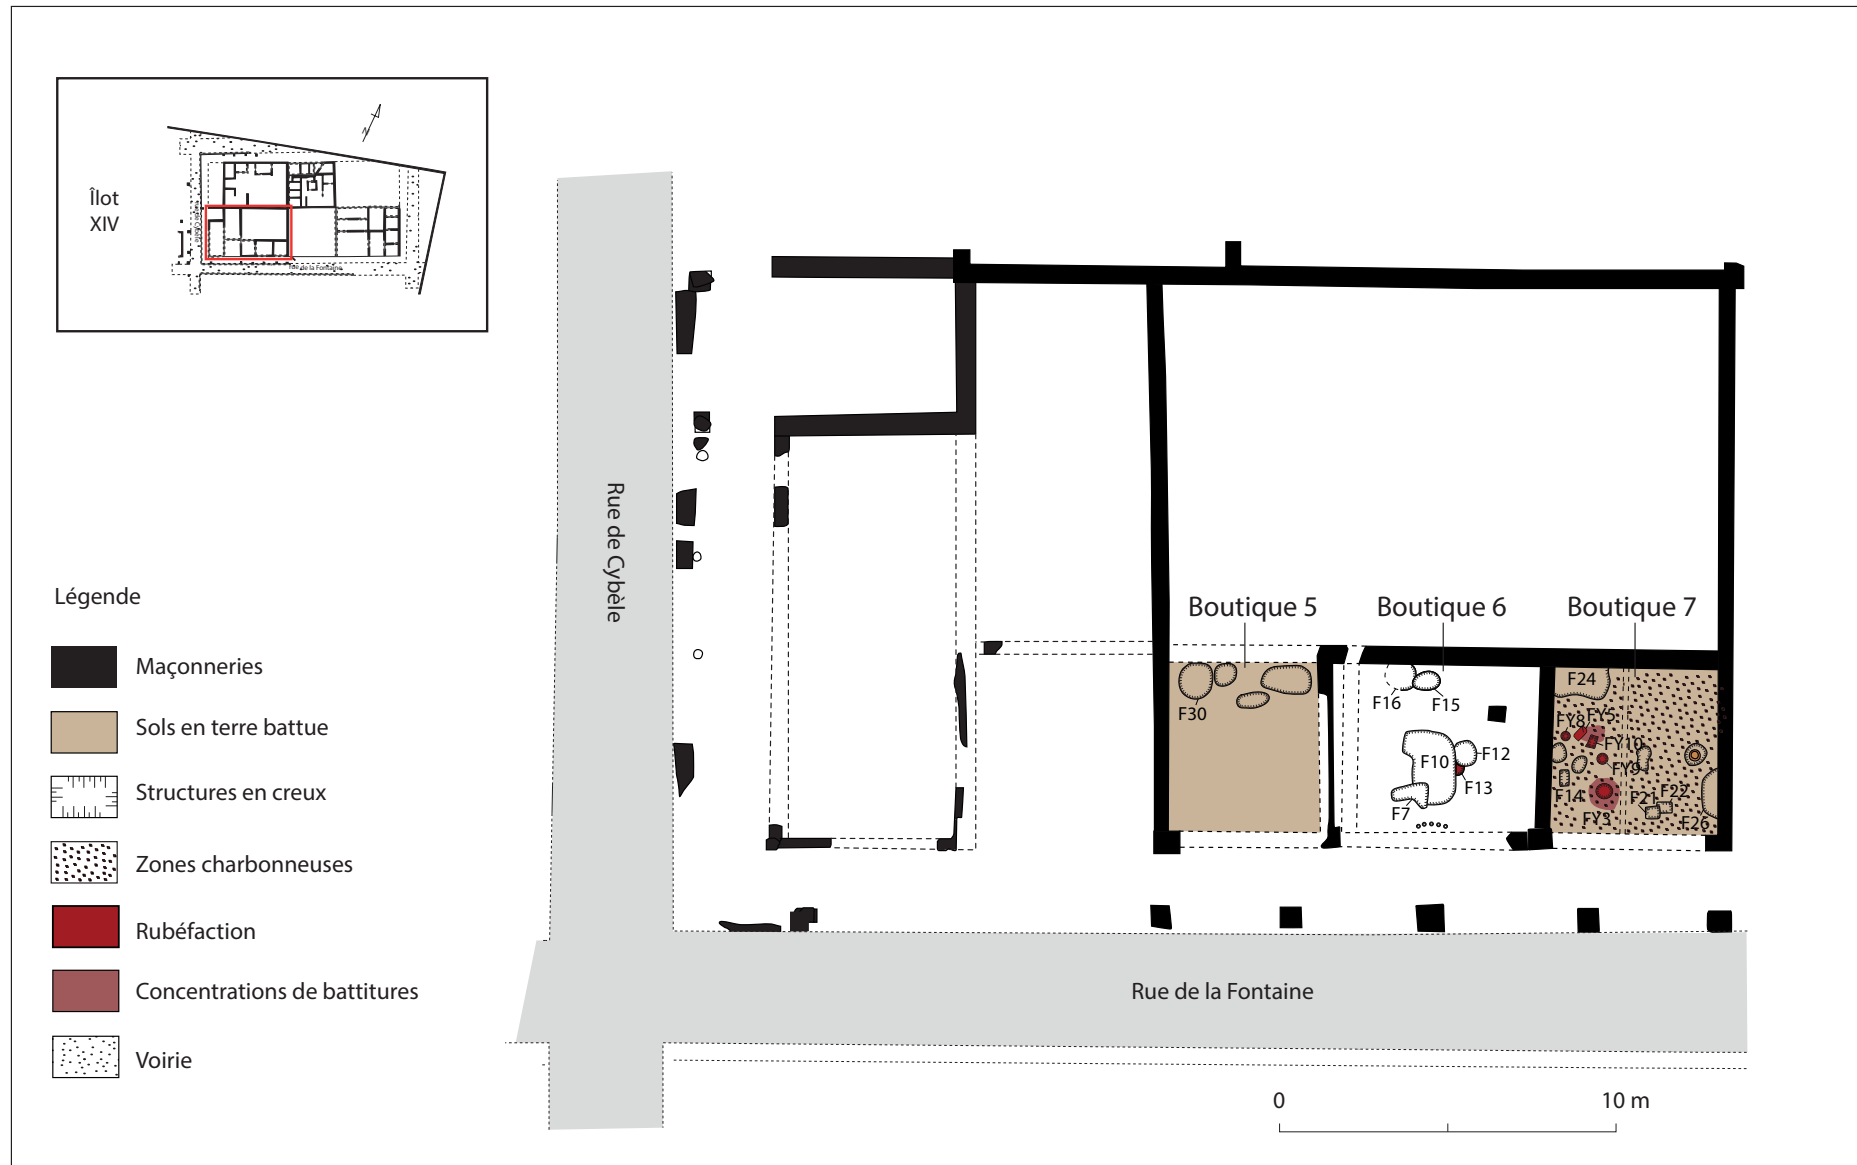 N
Îlot
XIV
rue de la Fontaine
Rue de Cybèle
Légende
Maçonneries
Sols en terre battue
Structures en creux
Zones charbonneuses
Rubéfaction
Concentrations de battitures
Voirie
Boutique 5
Boutique 6
Boutique 7
F30
F16
F15
F10
F12
F13
F7
F24
FY8
FY5
FY10
FY9
F14
FY3
F21
F22
F26
Rue de la Fontaine
0
10 m